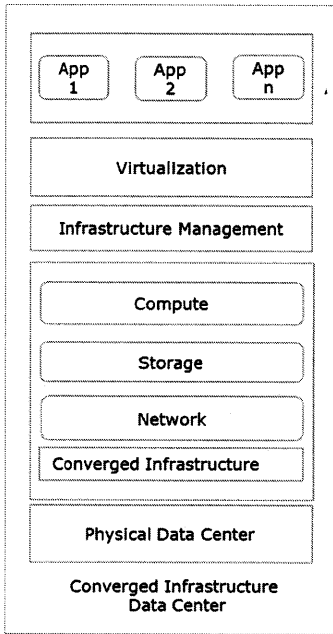 App App App
1 2 n
Virtualization
Infrastructure Management
Compute
Storage
Network
Converged Infrastructure
Physical Data Center
Converged Infrastructure
Data Center